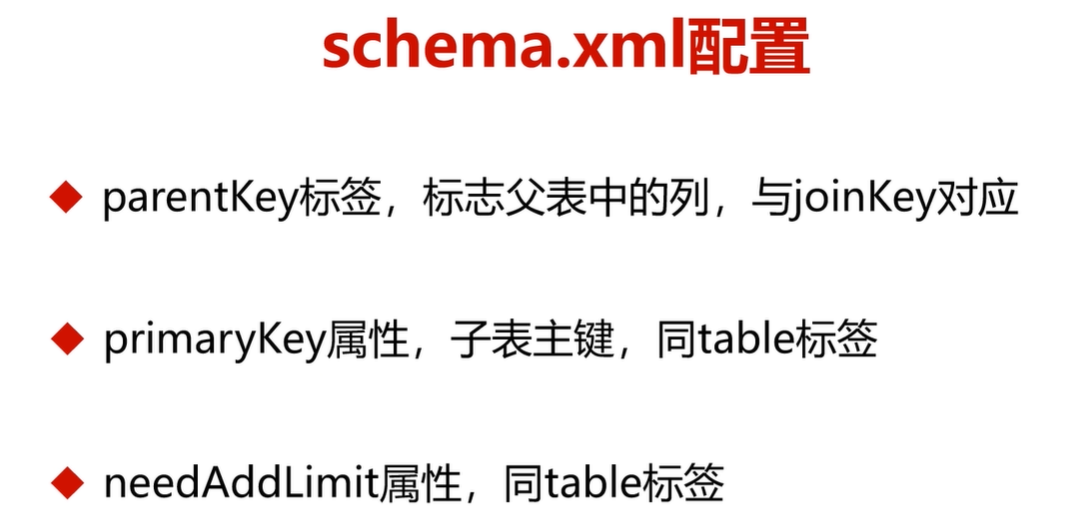 schema.xml配置
parentKey标签，标志父表中的列，与joinKey对应
primaryKey属性，子表主键，同table标签
needAddLimit属性，同table标签